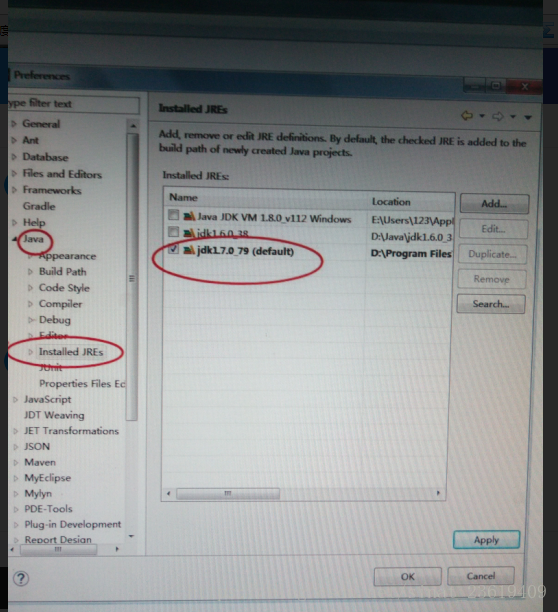 Preferences
ype filter text
General
Ant
Database
Files and Editors
Frameworks
Gradle
Help
Java
Appearance
Build Path
Code Style
Compiler
Debug
Editor
Installed JREs
JUnit
Properties Files Ed
JavaScript
JDT Weaving
JET Transformations
JSON
Maven
MyEclipse
Mylyn
PDE-Tools
Plug-in Development
Report Design
Installed JREs
Add, remove or edit JRE definitions. By default, the checked JRE is added to the
build path of newly created Java projects.
Installed JREs:
Name Location
Java JDK VM 1.8.0_v112 Windows E:\Users\123\Appl
jdk1.6.0_38 D:\Java\jdk1.6.0_3
jdk1.7.0_79 (default) D:\Program Files
Add...
Edit...
Duplicate...
Remove
Search...
Apply
OK Cancel